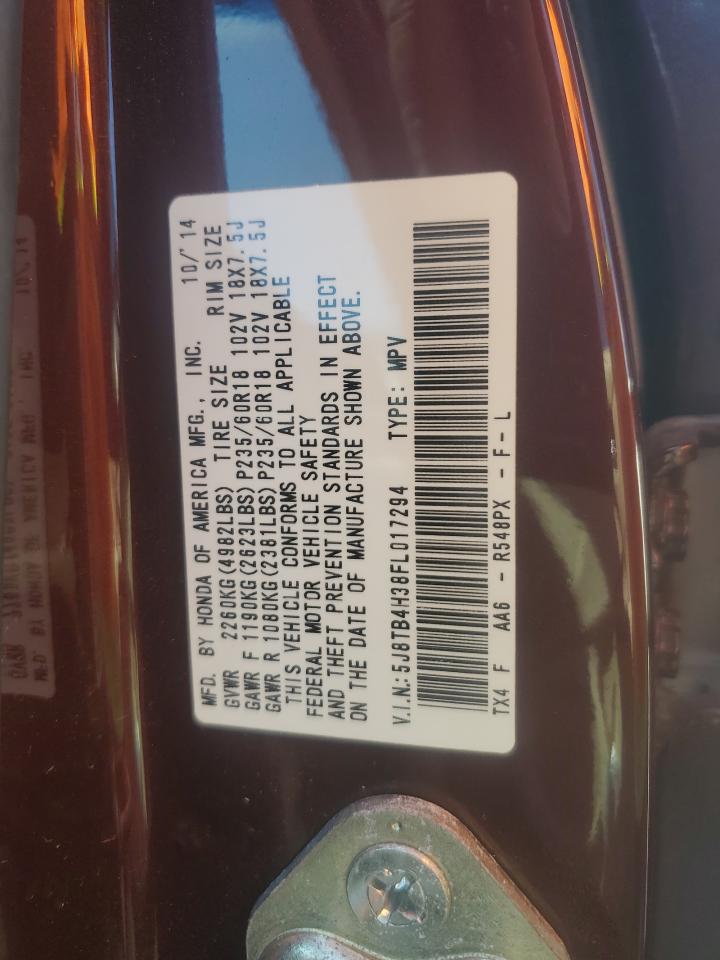 MFD. BY HONDA OF AMERICA MFG., INC. 10/'14
GVWR 2260KG(4982LBS) TIRE SIZE RIM SIZE
GAWR F 1190KG(2623LBS) P235/60R18 102V 18X7.5J
GAWR R 1080KG(2381LBS) P235/60R18 102V 18X7.5J
THIS VEHICLE CONFORMS TO ALL APPLICABLE
FEDERAL MOTOR VEHICLE SAFETY
AND THEFT PREVENTION STANDARDS IN EFFECT
ON THE DATE OF MANUFACTURE SHOWN ABOVE.
V.I.N.: 5J8TB4H38FL017294 TYPE: MPV
TX4 F AA6 - R548PX - F- L